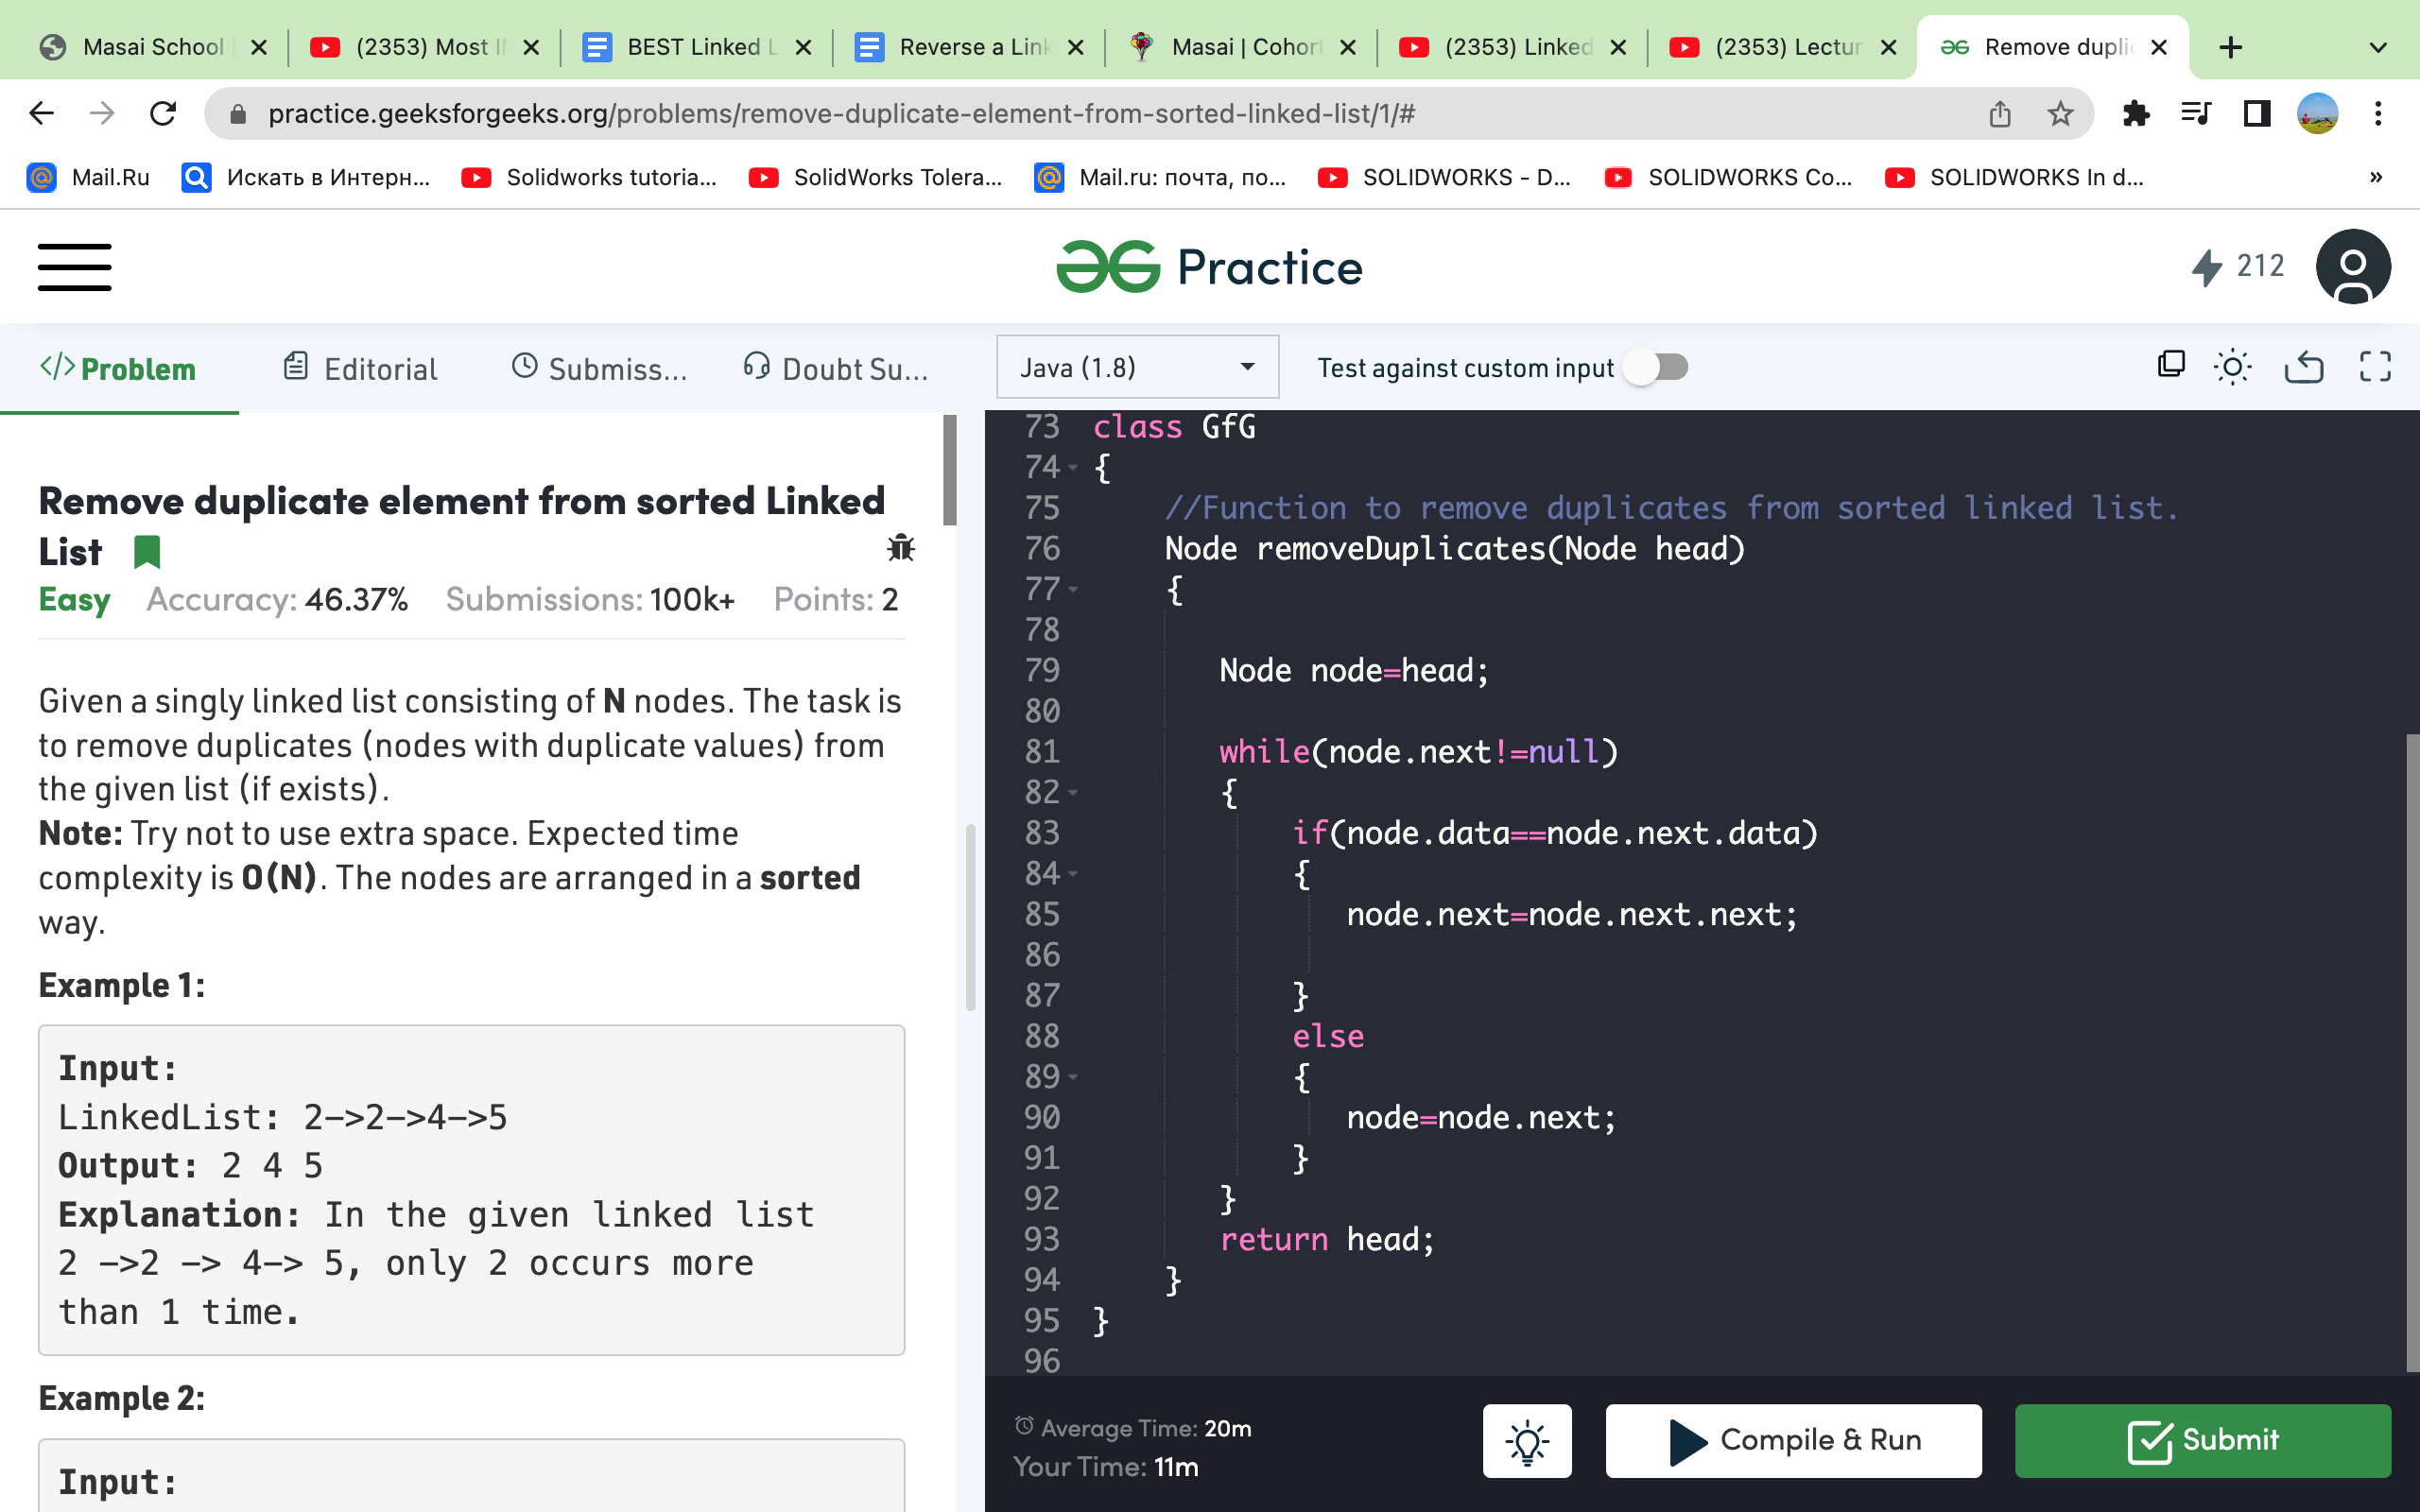 Masai School
(2353) Most I
BEST Linked L
Reverse a Link
Masai | Cohor
(2353) Linked
(2353) Lectur
Remove dupli
practice.geeksforgeeks.org/problems/remove-duplicate-element-from-sorted-linked-list/1/#
Mail.Ru
Искать в Интерн...
Solidworks tutoria...
SolidWorks Tolera...
Mail.ru: почта, по...
SOLIDWORKS - D...
SOLIDWORKS Co...
SOLIDWORKS In d...
»
Practice
212
</> Problem
Editorial
Submiss...
Doubt Su...
Java (1.8)
Test against custom input
Remove duplicate element from sorted Linked
List
Easy Accuracy: 46.37% Submissions: 100k+ Points: 2
Given a singly linked list consisting of N nodes. The task is
to remove duplicates (nodes with duplicate values) from
the given list (if exists).
Note: Try not to use extra space. Expected time
complexity is O(N). The nodes are arranged in a sorted
way.
Example 1:
Input:
LinkedList: 2->2->4->5
Output: 2 4 5
Explanation: In the given linked list
2 ->2 -> 4-> 5, only 2 occurs more
than 1 time.
Example 2:
Input:
73 class GfG
74 {
75 //Function to remove duplicates from sorted linked list.
76 Node removeDuplicates(Node head)
77 {
78
79 Node node=head;
80
81 while(node.next!=null)
82 {
83 if(node.data==node.next.data)
84 {
85 node.next=node.next.next;
86
87 }
88 else
89 {
90 node=node.next;
91 }
92 }
93 return head;
94 }
95 }
96
Average Time: 20m
Your Time: 11m
Compile & Run
Submit